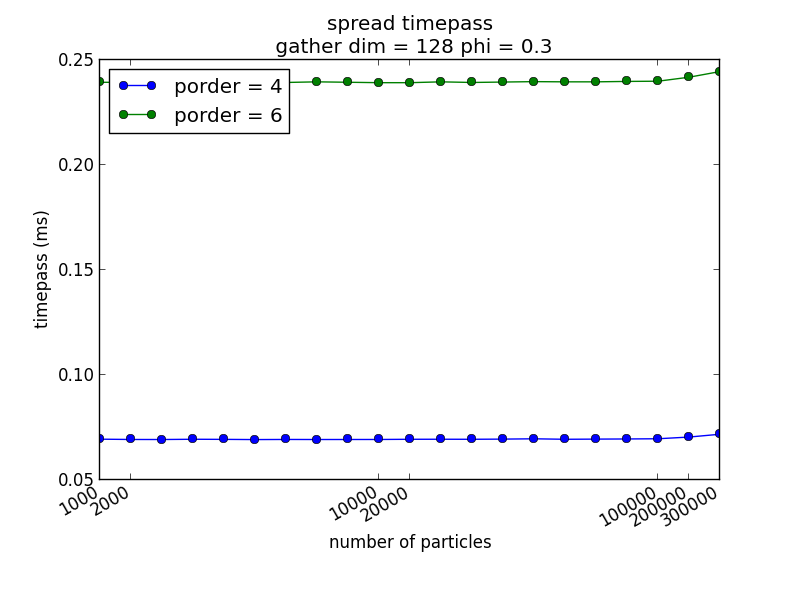 spread timepass
gather dim = 128 phi = 0.3
porder = 4
porder = 6
0.25
0.20
0.15
0.10
0.05
timepass (ms)
1000
2000
10000
20000
100000
200000
300000
number of particles